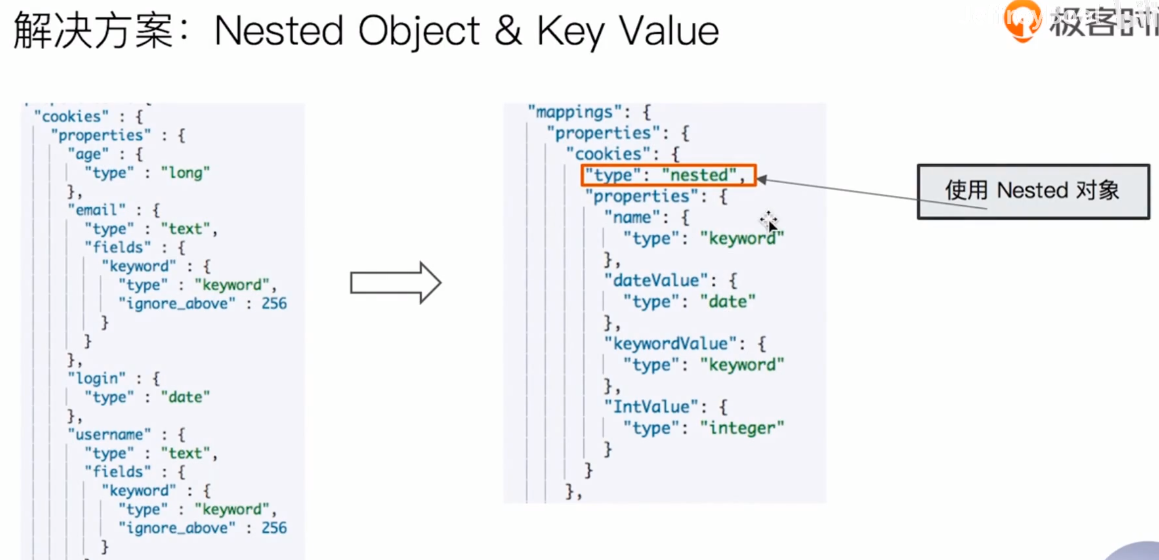 解决方案：Nested Object & Key Value
极客时
"cookies" : {
"properties" : {
"age" : {
"type" : "long"
},
"email" : {
"type" : "text",
"fields" : {
"keyword" : {
"type" : "keyword",
"ignore_above" : 256
}
}
},
"login" : {
"type" : "date"
},
"username" : {
"type" : "text",
"fields" : {
"keyword" : {
"type" : "keyword",
"ignore_above" : 256
}
"mappings": {
"properties": {
"cookies": {
"type": "nested",
"properties": {
"name": {
"type": "keyword"
},
"dateValue": {
"type": "date"
},
"keywordValue": {
"type": "keyword"
},
"IntValue": {
"type": "integer"
}
}
},
使用 Nested 对象